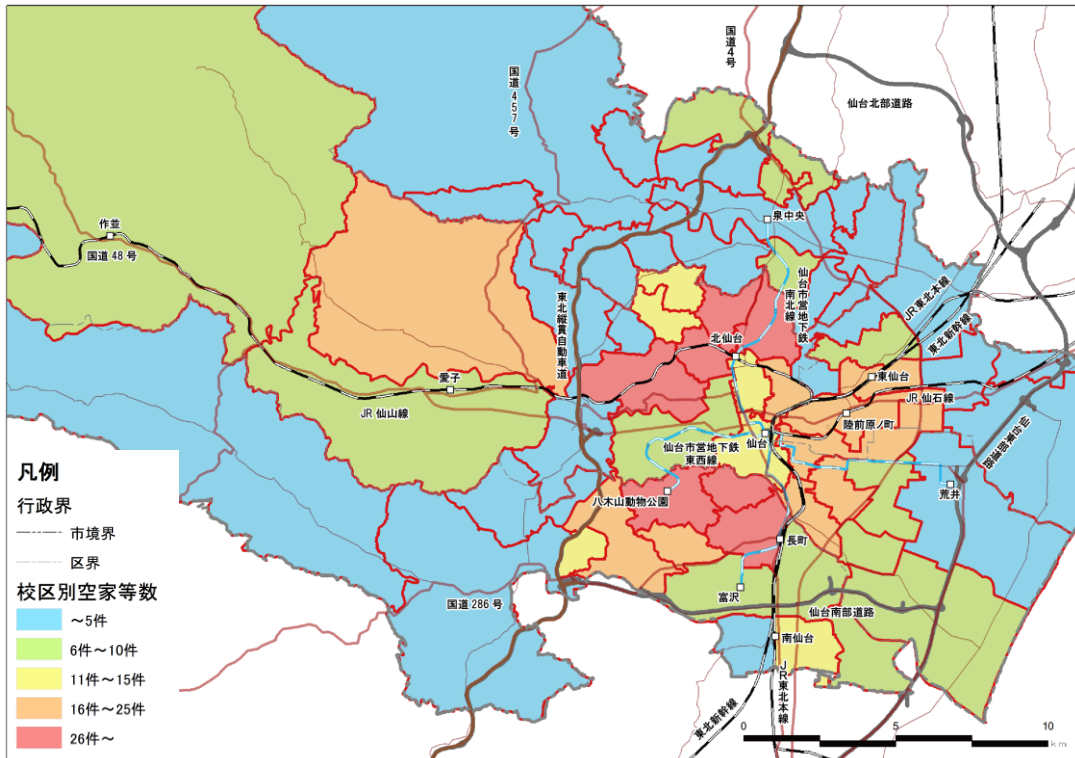 国道4号
国道457号
仙台北部道路
作並
国道48号
泉中央
仙台市営地下鉄
南北線
JR東北本線
東北新幹線
東北縦貫自動車道
北仙台
愛子
東仙台
JR仙山線
JR仙石線
陸前原ノ町
仙台市営地下鉄
東西線
仙台
仙台東部道路
八木山動物公園
荒井
長町
国道286号
富沢
仙台南部道路
南仙台
東北新幹線
JR東北本線
凡例
行政界
市境界
区界
校区別空家等数
～5件
6件～10件
11件～15件
16件～25件
26件～
0 5 10
km